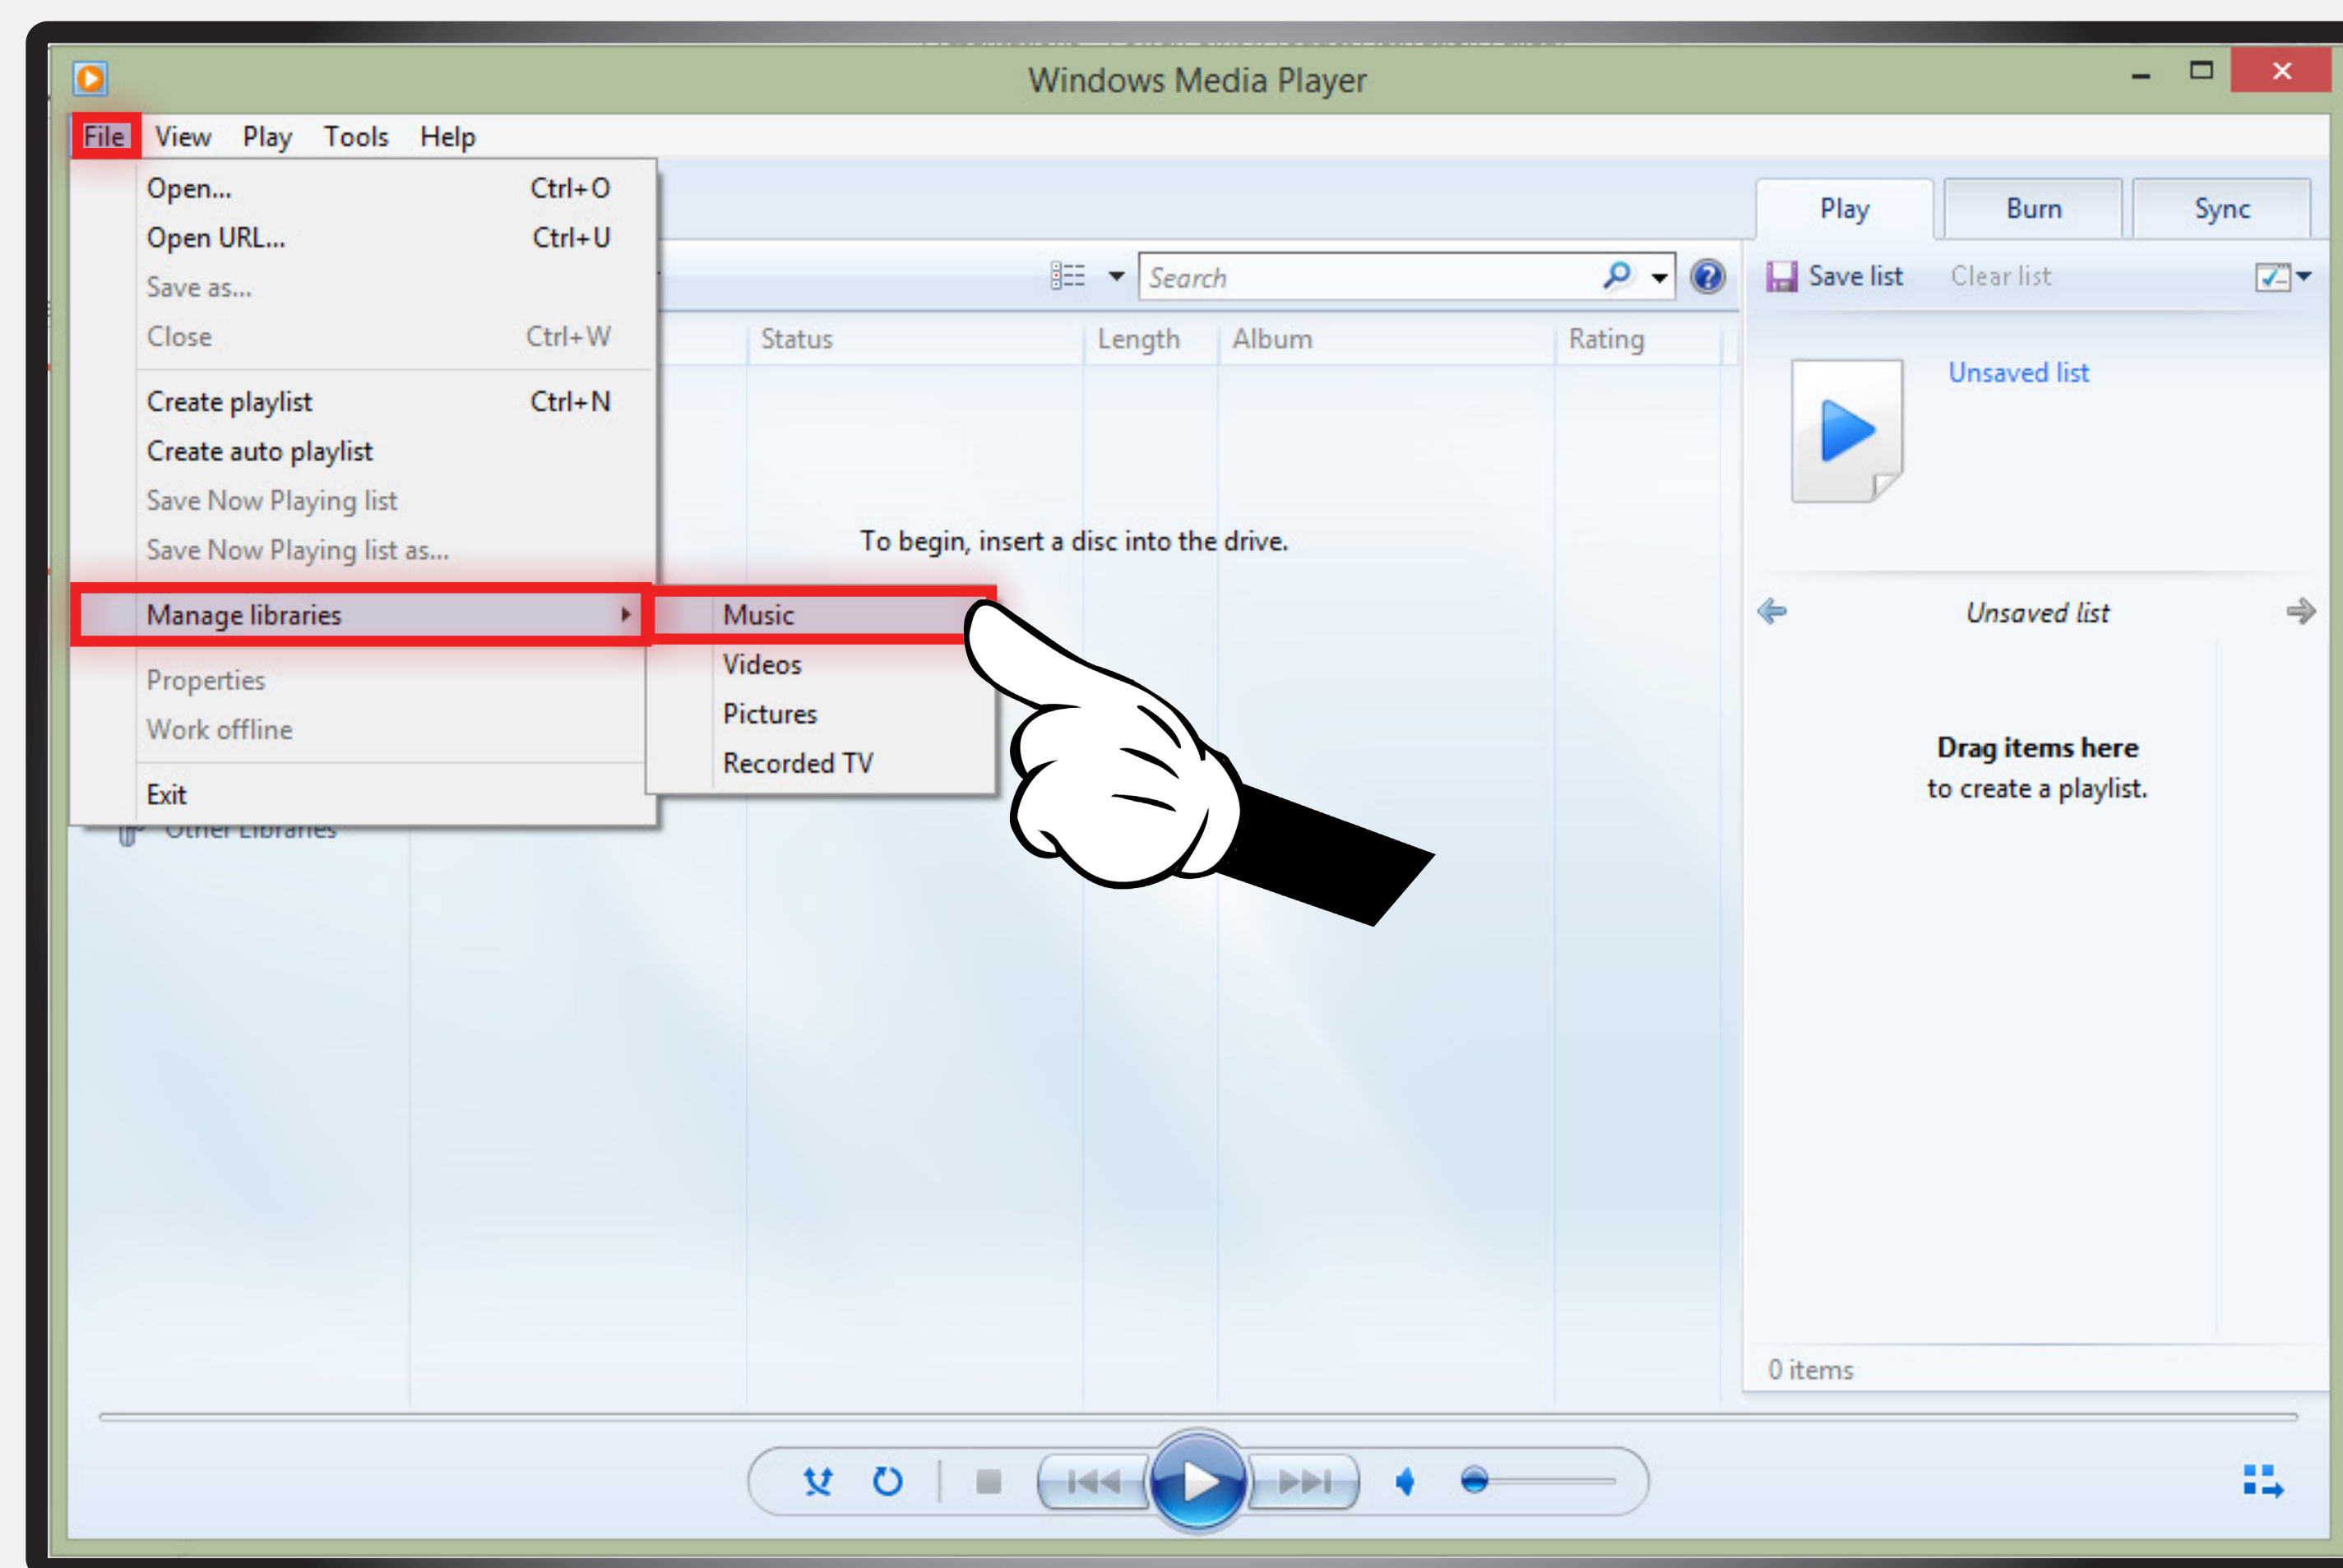 Windows Media Player
File View Play Tools Help
Open... Ctrl+O
Open URL... Ctrl+U
Save as...
Close Ctrl+W
Create playlist Ctrl+N
Create auto playlist
Save Now Playing list
Save Now Playing list as...
Manage libraries
Properties
Work offline
Exit
Music
Videos
Pictures
Recorded TV
Other Libraries
Search
Status Length Album Rating
To begin, insert a disc into the drive.
Play Burn Sync
Save list Clear list
Unsaved list
Unsaved list
Drag items here
to create a playlist.
0 items